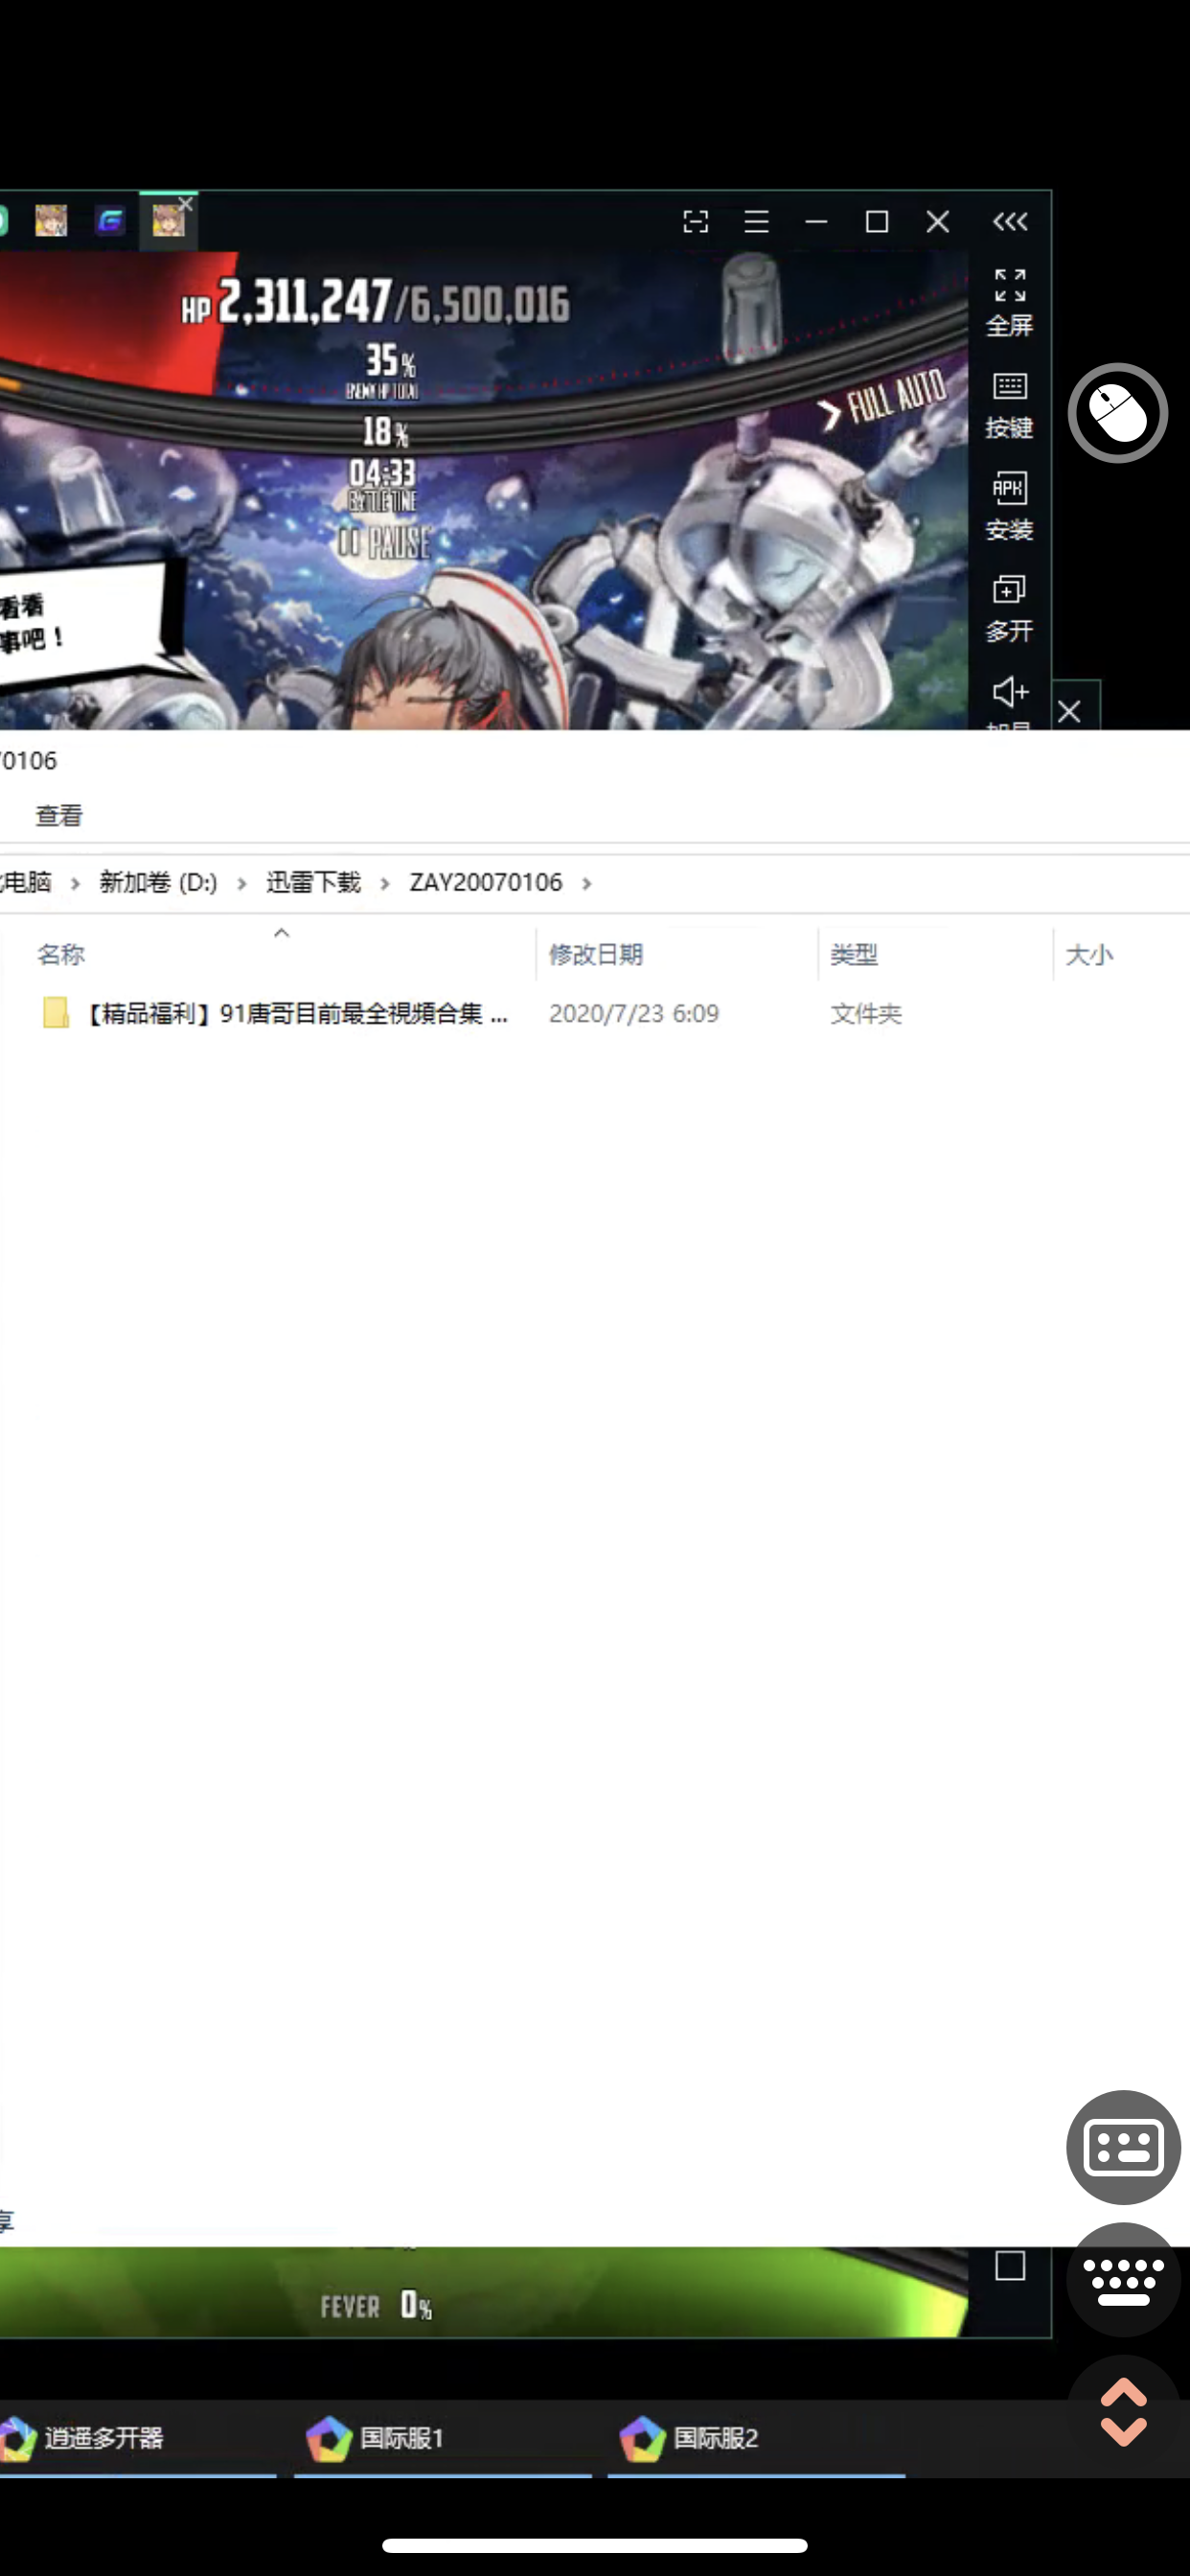 HP 2,311,247/6,500,016
35%
ENEMY HP TOTAL
18%
04:33
BATTLE TIME
PAUSE
FULL AUTO
全屏
按键
APK
安装
多开
看看
事吧！
0106
查看
电脑 › 新加卷 (D:) › 迅雷下载 › ZAY20070106 ›
名称 修改日期 类型 大小
【精品福利】91唐哥目前最全視頻合集 ... 2020/7/23 6:09 文件夹
享
FEVER 0%
逍遥多开器 国际服1 国际服2